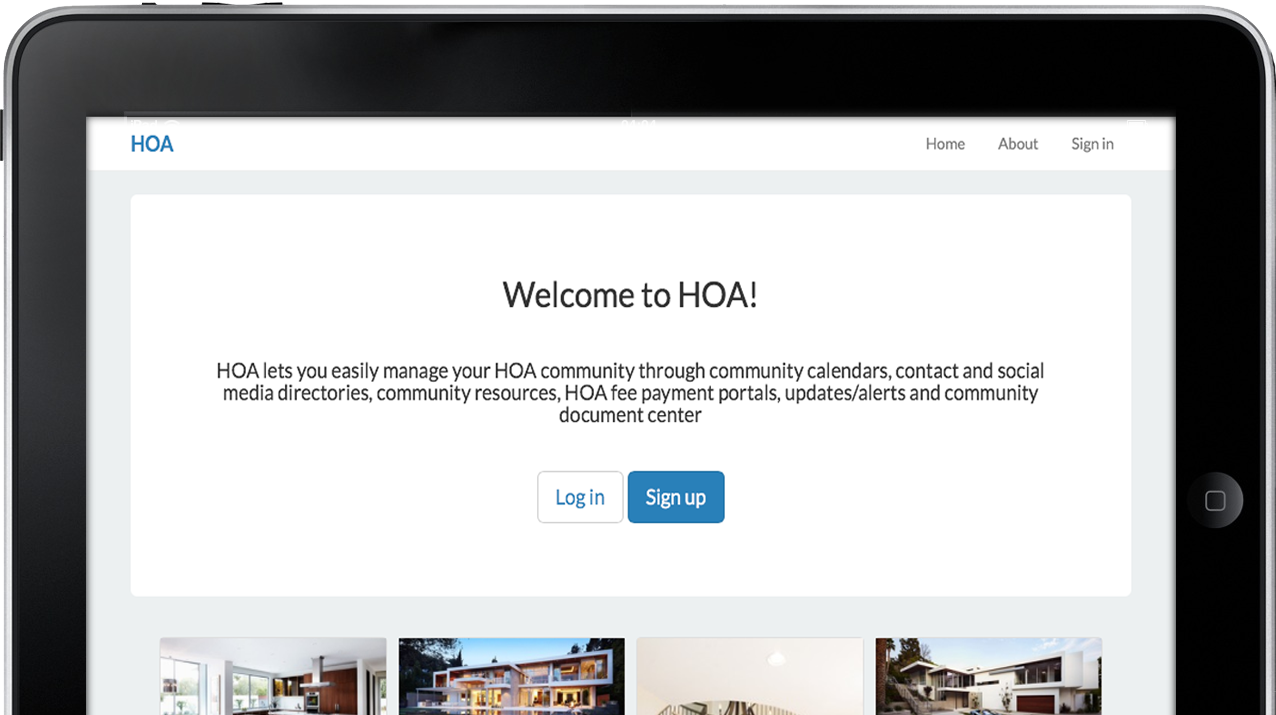 HOA
Home
About
Sign in
Welcome to HOA!
HOA lets you easily manage your HOA community through community calendars, contact and social
media directories, community resources, HOA fee payment portals, updates/alerts and community
document center
Log in
Sign up